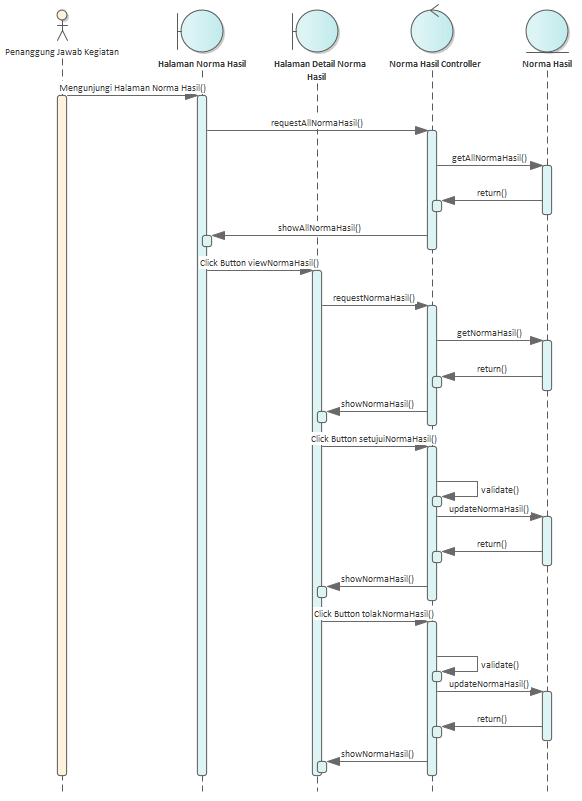 Penanggung Jawab Kegiatan
Halaman Norma Hasil
Halaman Detail Norma
Hasil
Norma Hasil Controller
Norma Hasil
Mengunjungi Halaman Norma Hasil()
requestAllNormaHasil()
getAllNormaHasil()
return()
showAllNormaHasil()
Click Button viewNormaHasil()
requestNormaHasil()
getNormaHasil()
return()
showNormaHasil()
Click Button setujuiNormaHasil()
validate()
updateNormaHasil()
return()
showNormaHasil()
Click Button tolakNormaHasil()
validate()
updateNormaHasil()
return()
showNormaHasil()